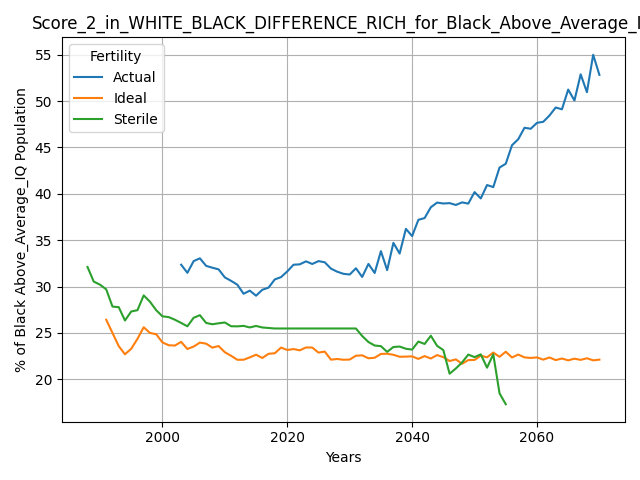 Score_2_in_WHITE_BLACK_DIFFERENCE_RICH_for_Black_Above_Average_I
Fertility
Actual
Ideal
Sterile
% of Black Above_Average_IQ Population
55
50
45
40
35
30
25
20
2000
2020
2040
2060
Years